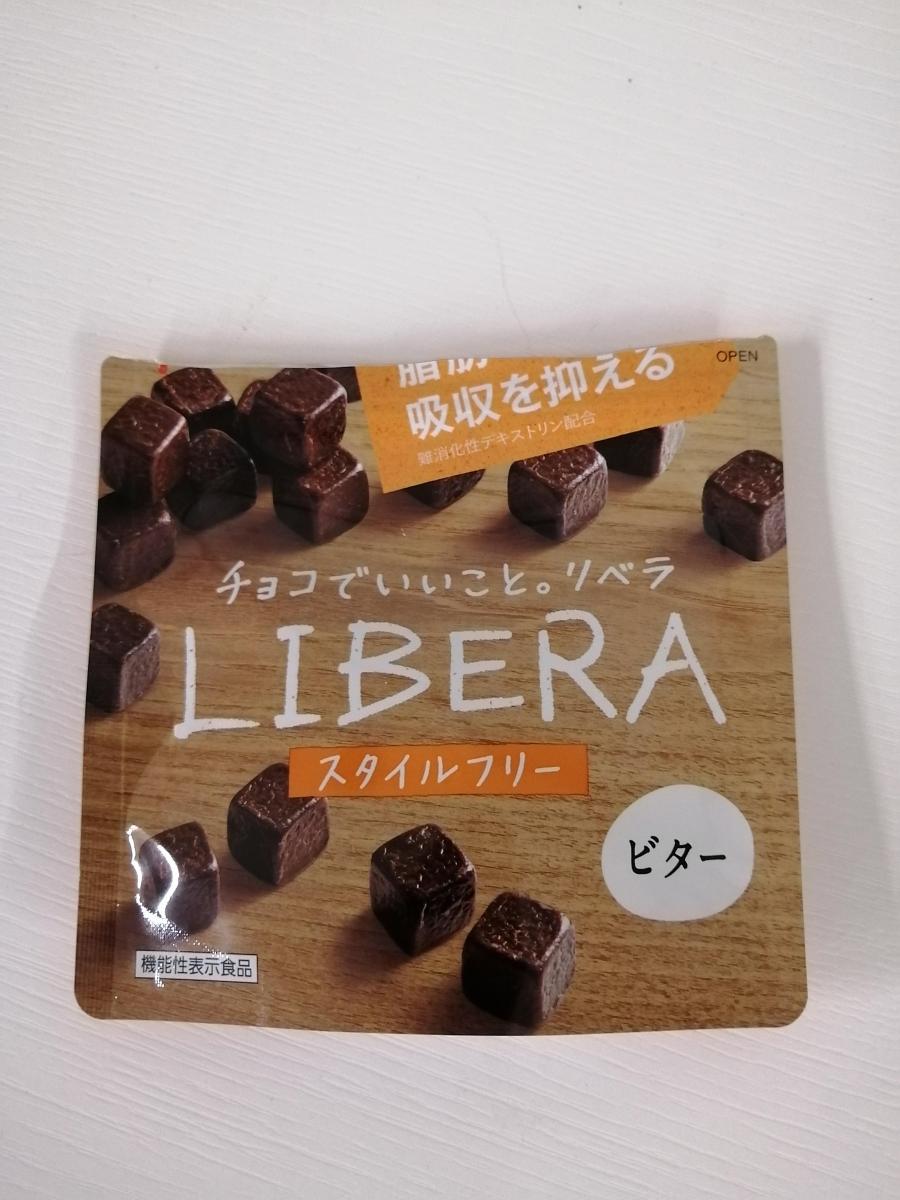 OPEN
脂肪
吸収を抑える
難消化性デキストリン配合
チョコでいいこと。リベラ
LIBERA
スタイルフリー
ビター
機能性表示食品